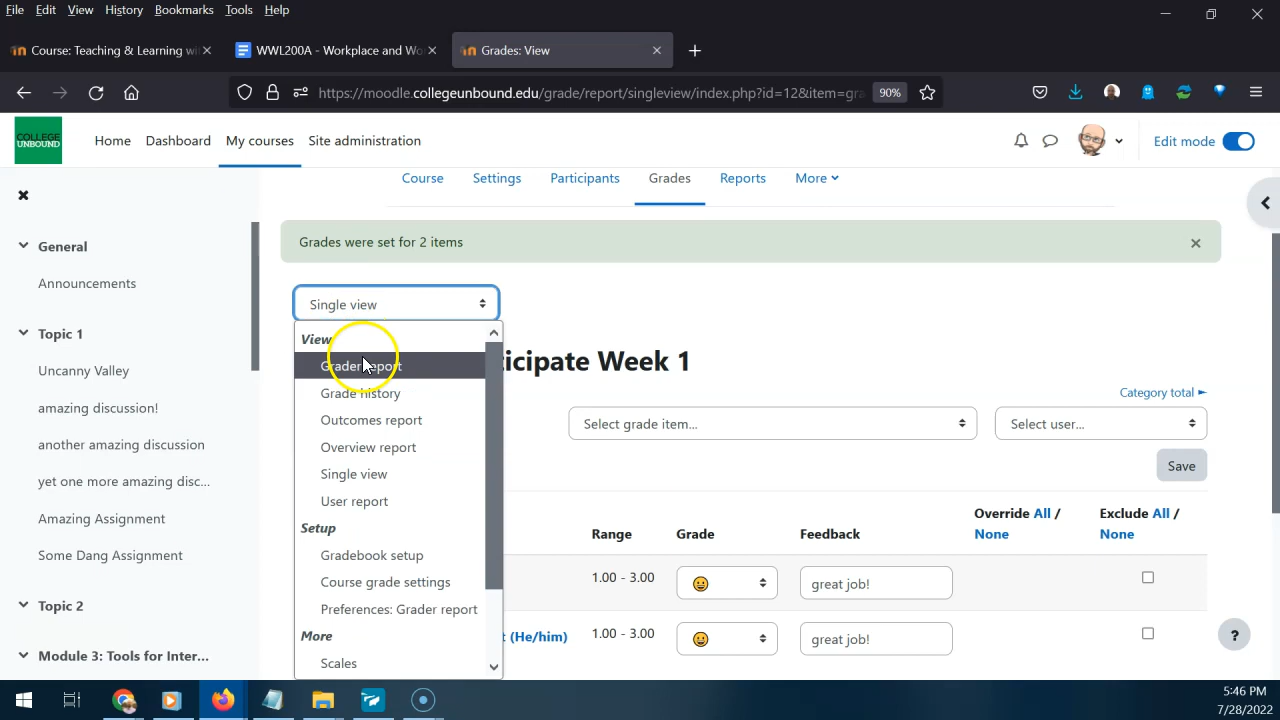 File Edit View History Bookmarks Tools Help
Course: Teaching & Learning wi
WWL200A - Workplace and Wo
Grades: View
https://moodle.collegeunbound.edu/grade/report/singleview/index.php?id=12&item=gra
90%
COLLEGE
UNBOUND
Home Dashboard My courses Site administration
Edit mode
Course Settings Participants Grades Reports More
General
Announcements
Topic 1
Uncanny Valley
amazing discussion!
another amazing discussion
yet one more amazing disc...
Amazing Assignment
Some Dang Assignment
Topic 2
Module 3: Tools for Inter...
Grades were set for 2 items
Single view
View
Grader report
Grade history
Outcomes report
Overview report
Single view
User report
Setup
Gradebook setup
Course grade settings
Preferences: Grader report
More
Scales
ticipate Week 1
Category total ►
Select grade item...
Select user...
Save
Range Grade Feedback Override All / None Exclude All / None
1.00 - 3.00 great job!
t (He/him) 1.00 - 3.00 great job!
?
5:46 PM
7/28/2022